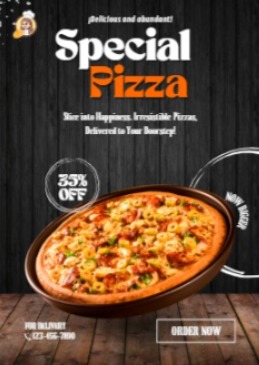 ¡Delicious and abundant!
Special
Pizza
Slice into Happiness. Irresistible Pizzas,
Delivered to Your Doorstep!
35%
OFF
NOW BIGGER
FOR DELIVERY
123-456-7890
ORDER NOW